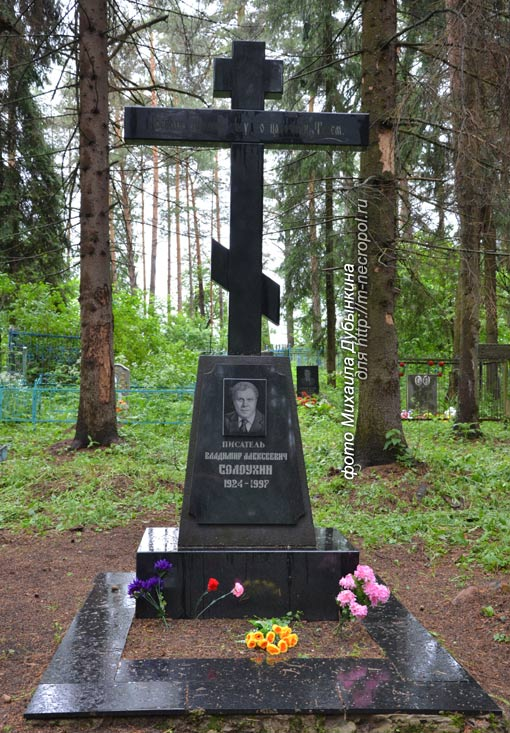 ПИСАТЕЛЬ
ВЛАДИМИР АЛЕКСЕЕВИЧ
СОЛОУХИН
1924-1997
фото Михаила Дубынкина
для http://m-necropol.ru